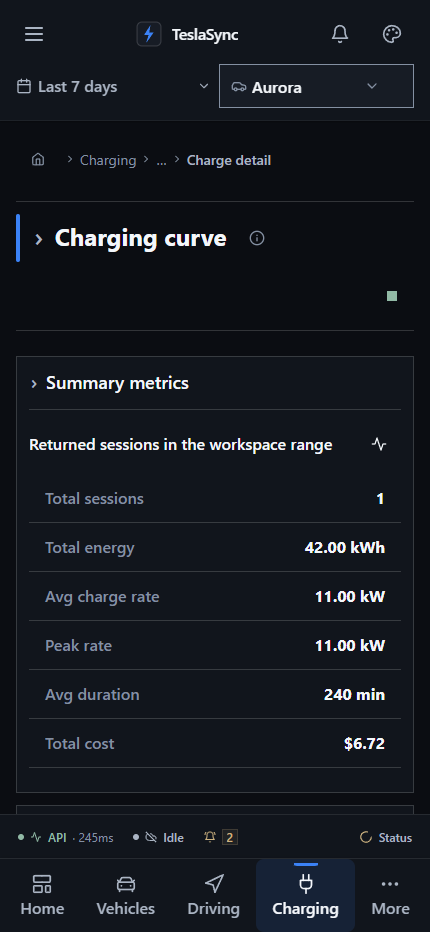 TeslaSync
Last 7 days
Aurora
Charging
...
Charge detail
Charging curve
Summary metrics
Returned sessions in the workspace range
Total sessions 1
Total energy 42.00 kWh
Avg charge rate 11.00 kW
Peak rate 11.00 kW
Avg duration 240 min
Total cost $6.72
API · 245ms Idle 2 Status
Home Vehicles Driving Charging More